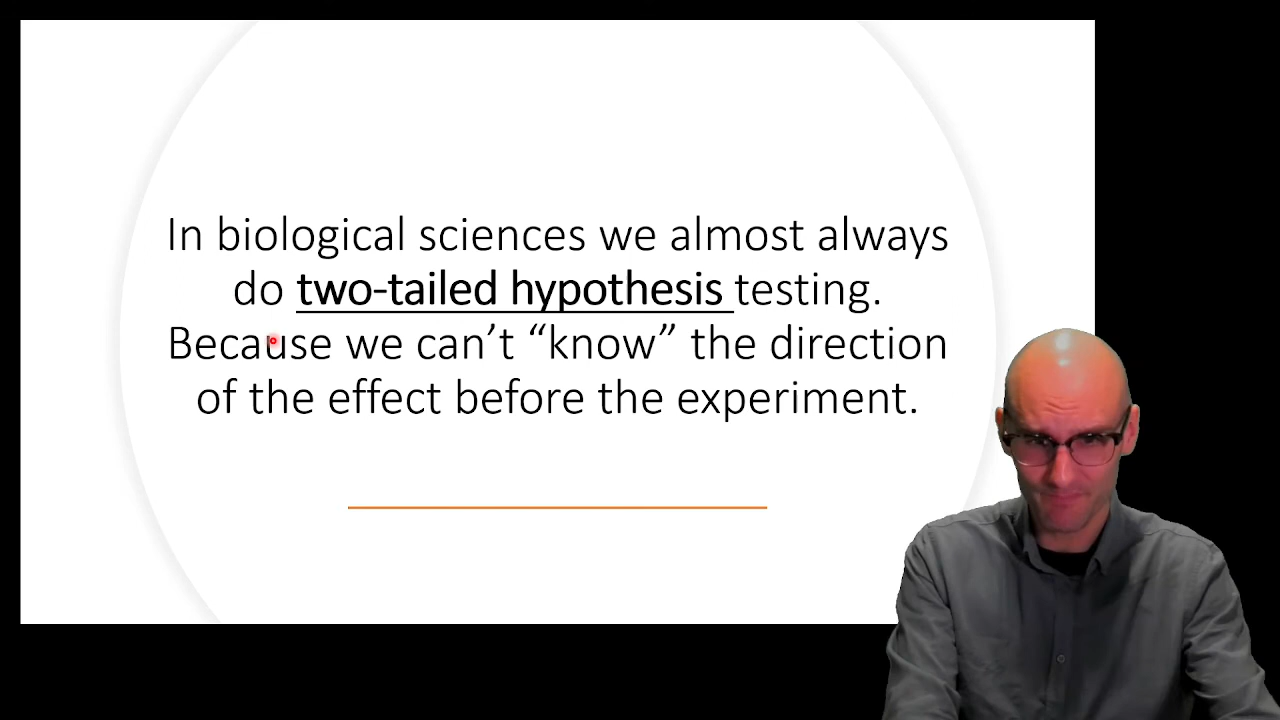 In biological sciences we almost always
do two-tailed hypothesis testing.
Because we can’t “know” the direction
of the effect before the experiment.